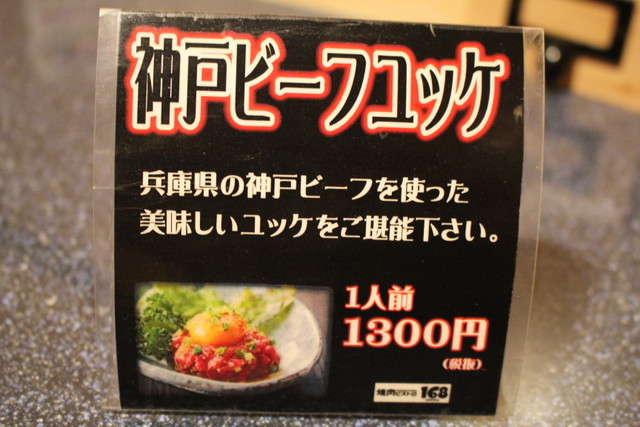 神戸ビーフユッケ
兵庫県の神戸ビーフを使った
美味しいユッケをご堪能下さい。
1人前
1300円
(税抜)
焼肉 168